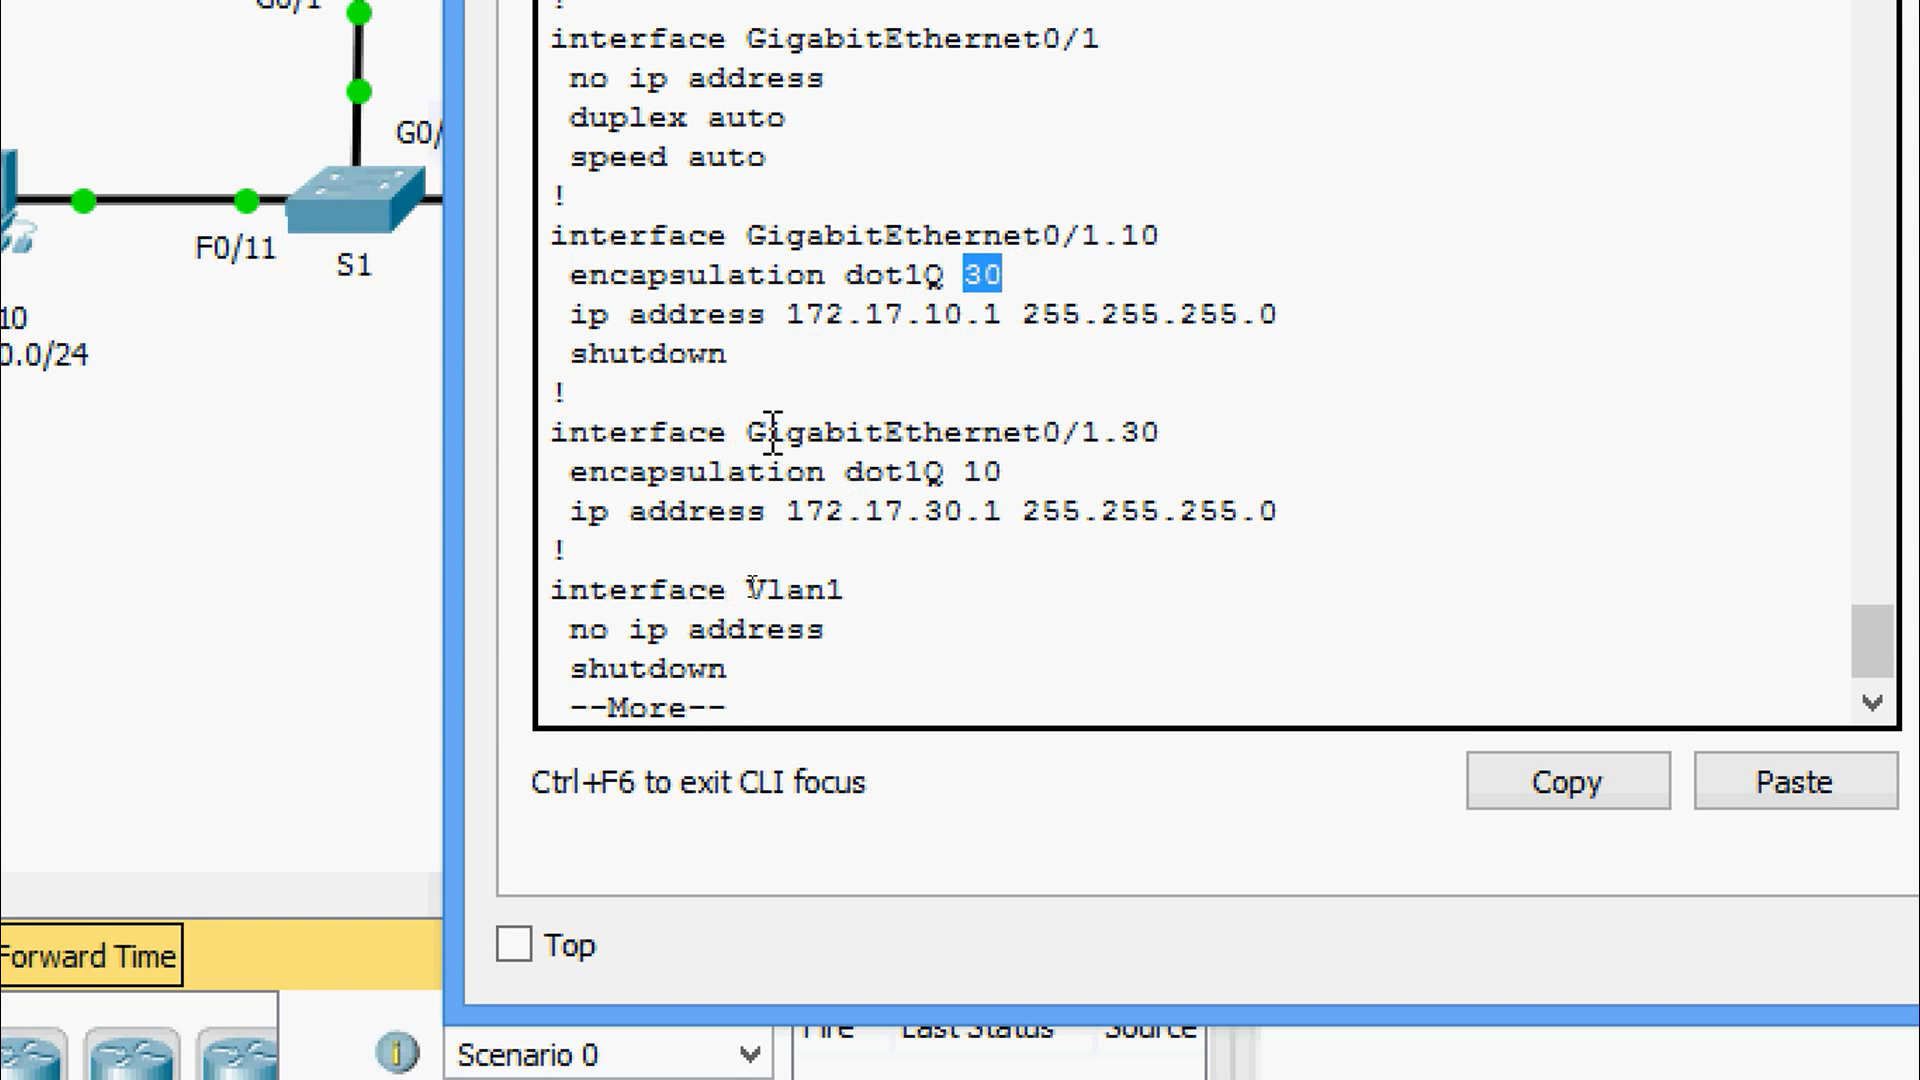 G0/1
G0/
F0/11
S1
10
0.0/24
!
interface GigabitEthernet0/1
no ip address
duplex auto
speed auto
!
interface GigabitEthernet0/1.10
encapsulation dot1Q 30
ip address 172.17.10.1 255.255.255.0
shutdown
!
interface GigabitEthernet0/1.30
encapsulation dot1Q 10
ip address 172.17.30.1 255.255.255.0
!
interface Vlan1
no ip address
shutdown
--More--
Ctrl+F6 to exit CLI focus
Copy
Paste
Top
Forward Time
Scenario 0
Fire Last Status Source